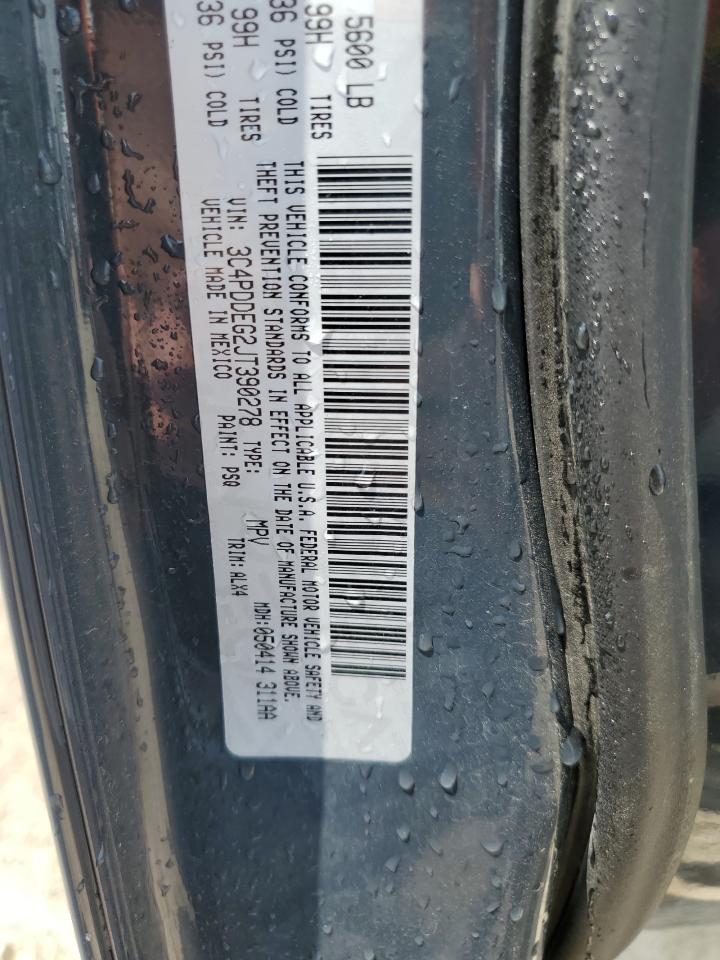 5600 LB
99H TIRES
36 PSI) COLD
99H TIRES
36 PSI) COLD
THIS VEHICLE CONFORMS TO ALL APPLICABLE U.S.A. FEDERAL MOTOR VEHICLE SAFETY AND
THEFT PREVENTION STANDARDS IN EFFECT ON THE DATE OF MANUFACTURE SHOWN ABOVE.
VIN: 3C4PDDEG2JT390278 TYPE: MPV MDH:050414 311AA
VEHICLE MADE IN MEXICO PAINT: PSQ TRIM:ALX4